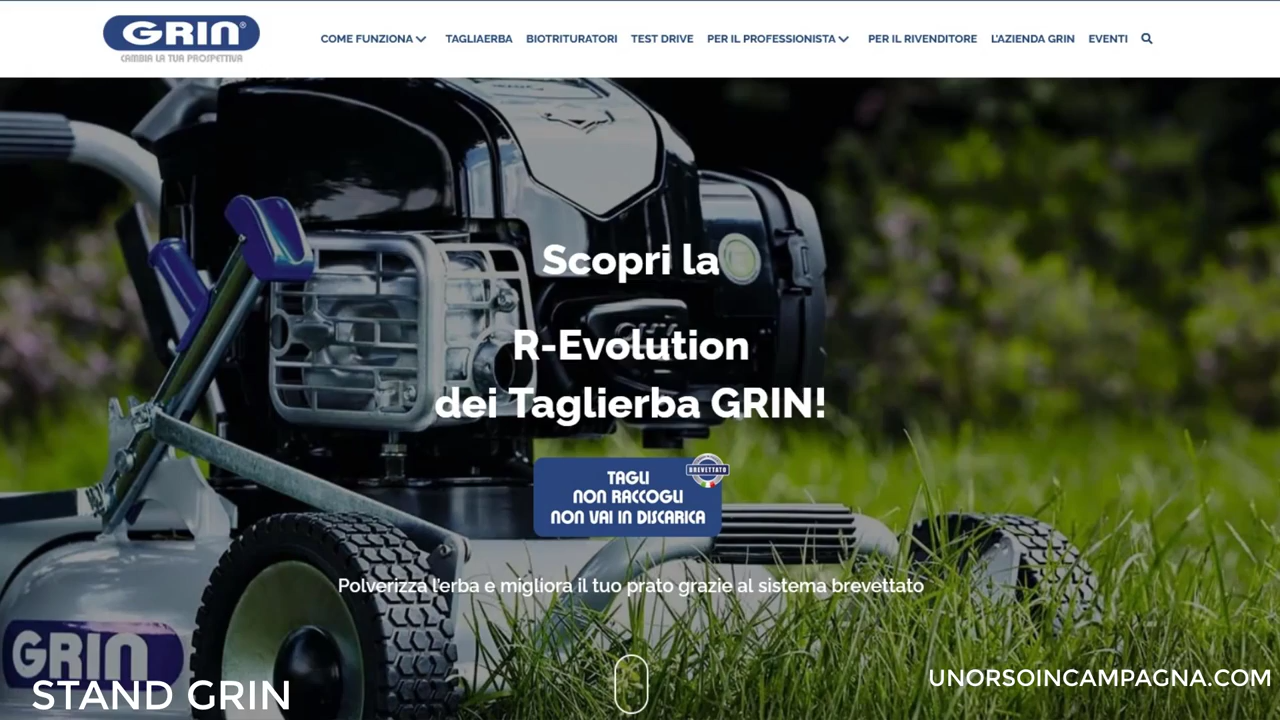 GRIN®
CAMBIA LA TUA PROSPETTIVA
COME FUNZIONA TAGLIAERBA BIOTRITURATORI TEST DRIVE PER IL PROFESSIONISTA PER IL RIVENDITORE L'AZIENDA GRIN EVENTI
Scopri la
R-Evolution
dei Taglierba GRIN!
BREVETTATO
TAGLI
NON RACCOGLI
NON VAI IN DISCARICA
Polverizza l'erba e migliora il tuo prato grazie al sistema brevettato
GRIN
STAND GRIN
UNORSOINCAMPAGNA.COM